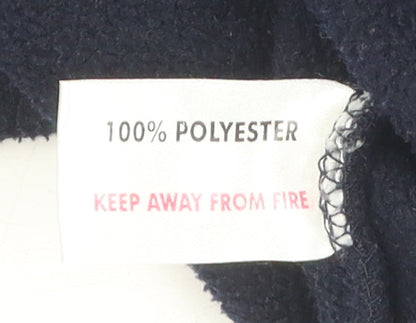 100% POLYESTER
KEEP AWAY FROM FIRE